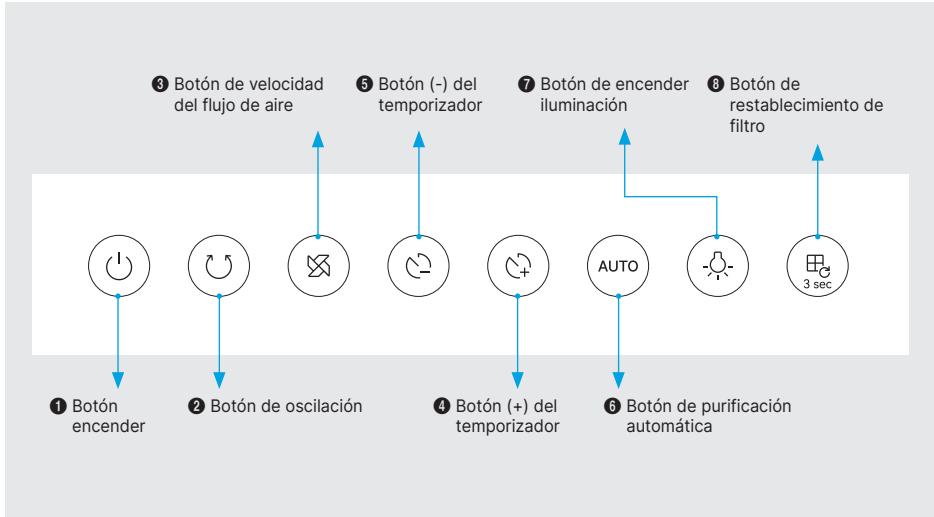 ❸ Botón de velocidad
del flujo de aire
❺ Botón (-) del
temporizador
❼ Botón de encender
iluminación
❽ Botón de
restablecimiento de
filtro
AUTO
3 sec
❶ Botón
encender
❷ Botón de oscilación
❹ Botón (+) del
temporizador
❻ Botón de purificación
automática